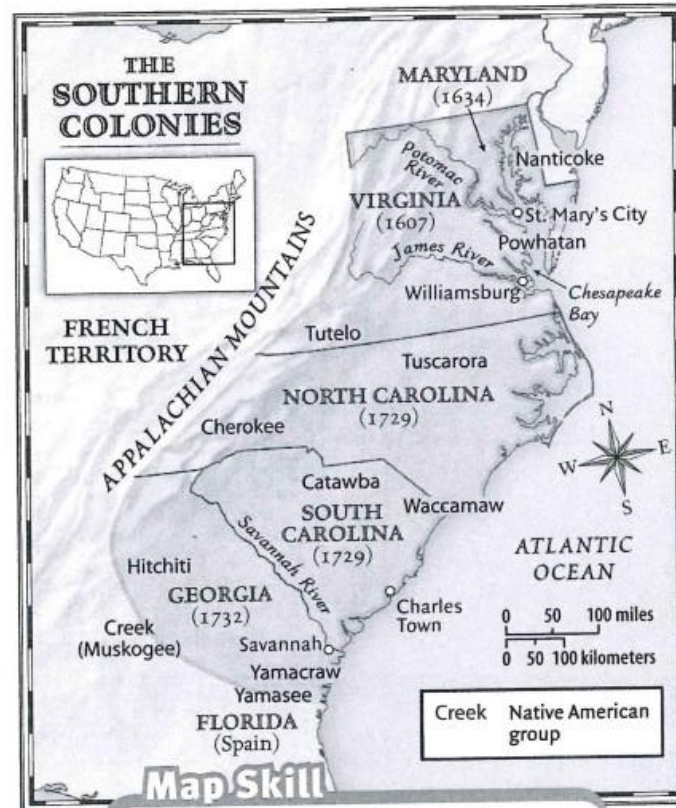 THE
SOUTHERN
COLONIES
MARYLAND
(1634)
Nanticoke
Potomac
River
VIRGINIA
(1607)
St. Mary's City
Powhatan
James River
Williamsburg
Chesapeake
Bay
APPALACHIAN MOUNTAINS
FRENCH
TERRITORY
Tutelo
Tuscarora
NORTH CAROLINA
(1729)
Cherokee
N
W
E
S
Catawba
Waccamaw
SOUTH
CAROLINA
(1729)
Savannah River
ATLANTIC
OCEAN
Hitchiti
GEORGIA
(1732)
Charles
Town
0 50 100 miles
0 50 100 kilometers
Creek
(Muskogee)
Savannah
Yamacraw
Yamasee
FLORIDA
(Spain)
Creek Native American
group
Map Skill